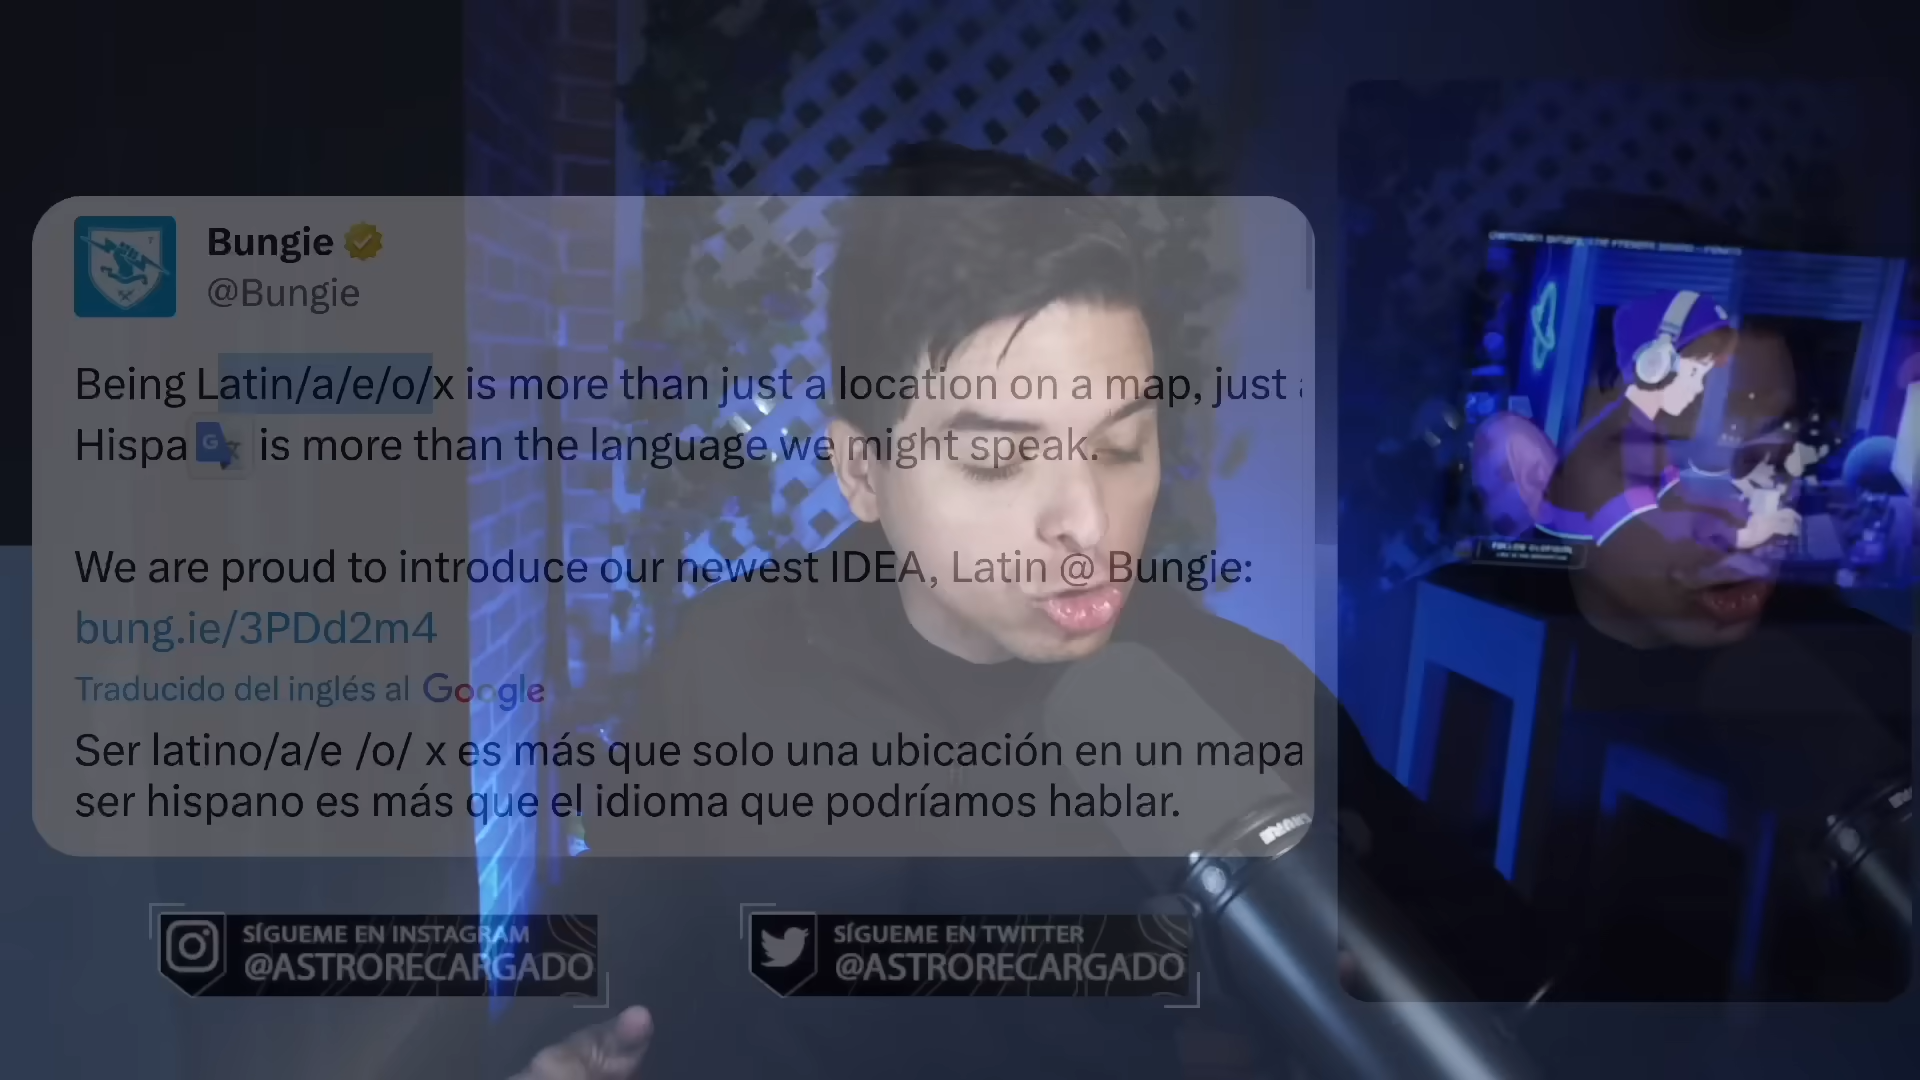 Bungie
@Bungie
Being Latin/a/e/o/x is more than just a location on a map, just
Hispa is more than the language we might speak.
We are proud to introduce our newest IDEA, Latin @ Bungie:
bung.ie/3PDd2m4
Traducido del inglés al Google
Ser latino/a/e /o/ x es más que solo una ubicación en un mapa
ser hispano es más que el idioma que podríamos hablar.
SÍGUEME EN INSTAGRAM
@ASTRORECARGADO
SÍGUEME EN TWITTER
@ASTRORECARGADO
SHURE